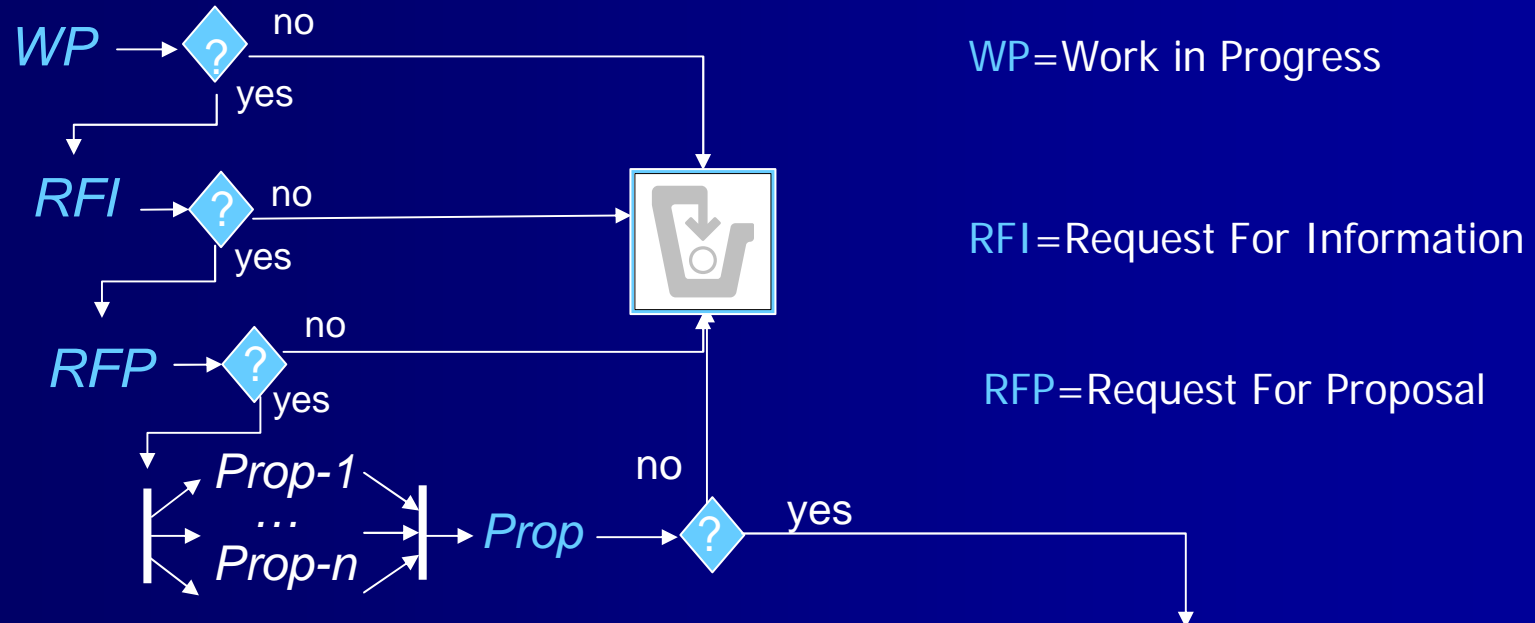 no
WP
?
WP=Work in Progress
yes
RFI
?
no
RFI=Request For Information
yes
no
RFP
?
RFP=Request For Proposal
yes
Prop-1
no
...
Prop
?
yes
Prop-n